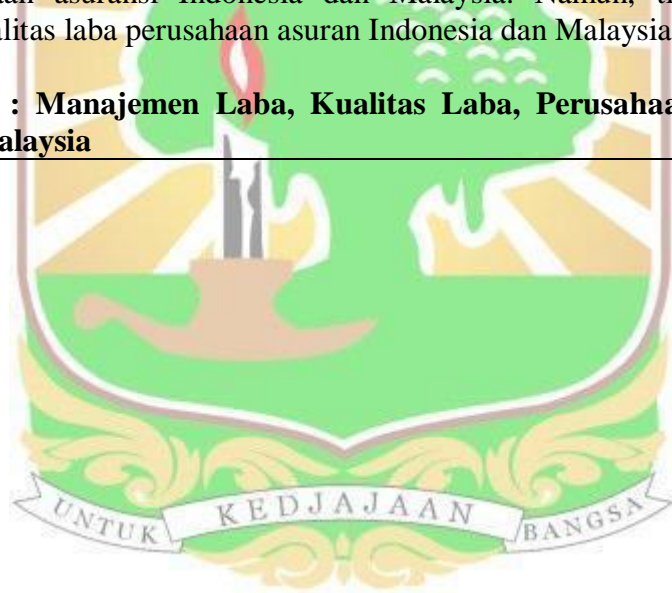 asuransi Indonesia dan Malaysia. Namun,
alitas laba perusahaan asuran Indonesia dan Malaysia
: Manajemen Laba, Kualitas Laba, Perusahaa
alaysia
UNTUK KEDJAJAAN BANGSA